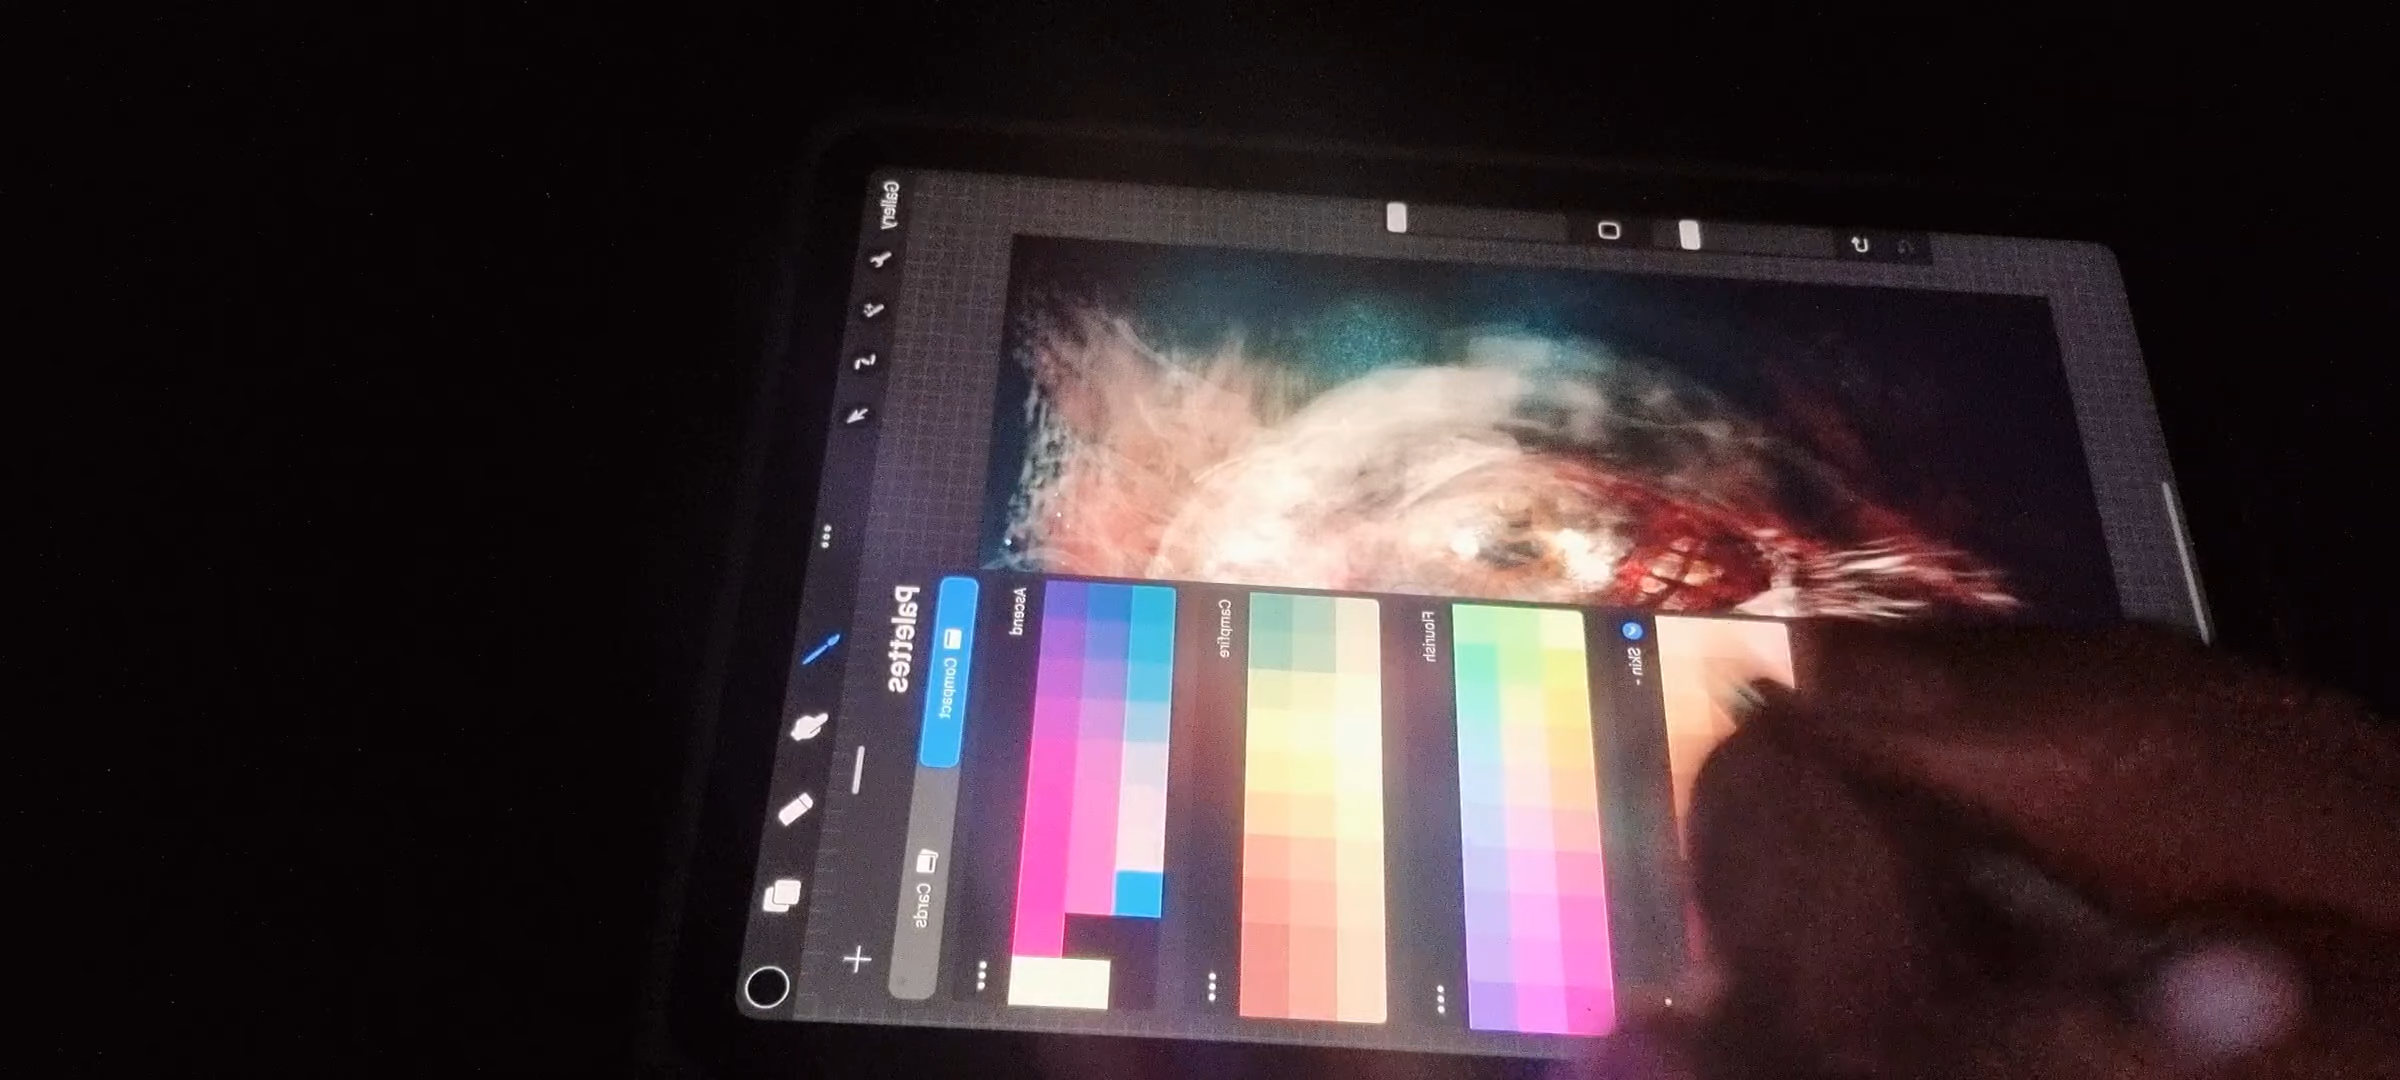 Gallery
Palettes
Compact
Cards
Ascend
Campfire
Flourish
Skin -